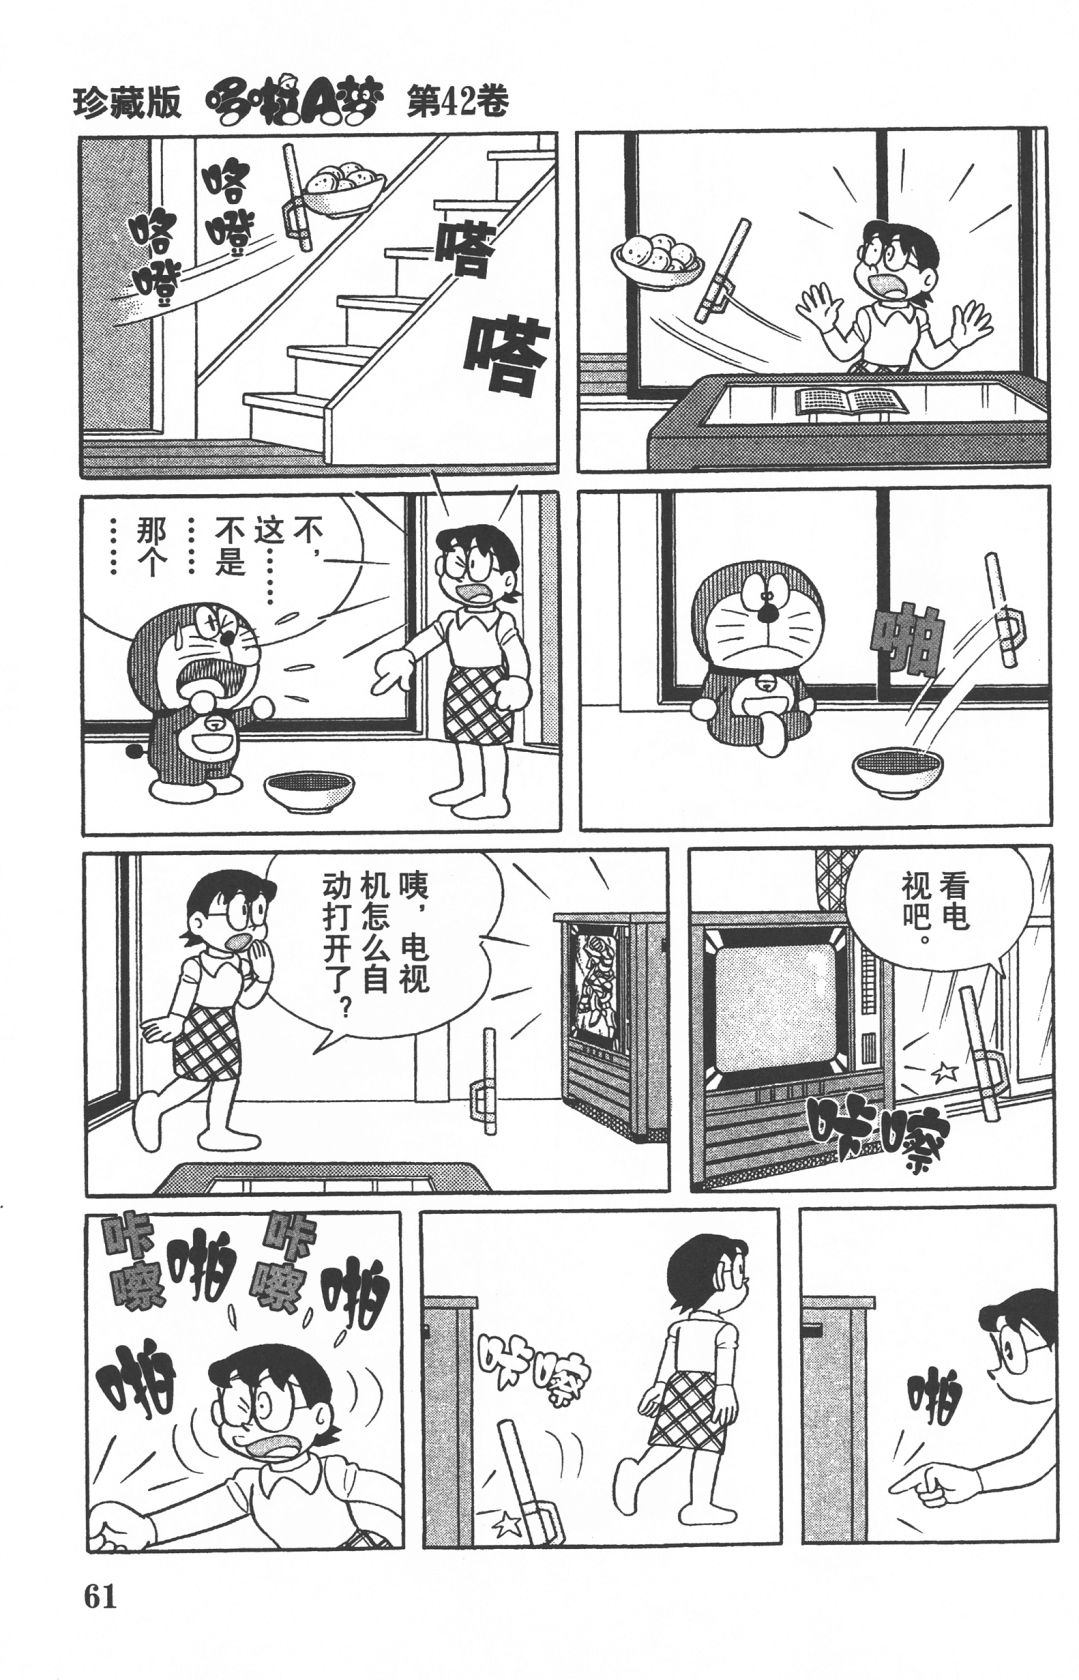 珍藏版 哆啦A梦 第42卷
咯噔
咯噔
嗒
嗒
啪
不，
这……
不是
……
那个
……
看电
视吧。
咔嚓
咦，电视
机怎么自
动打开了？
啪
咔嚓
啪
咔嚓
啪
咔嚓
啪
61